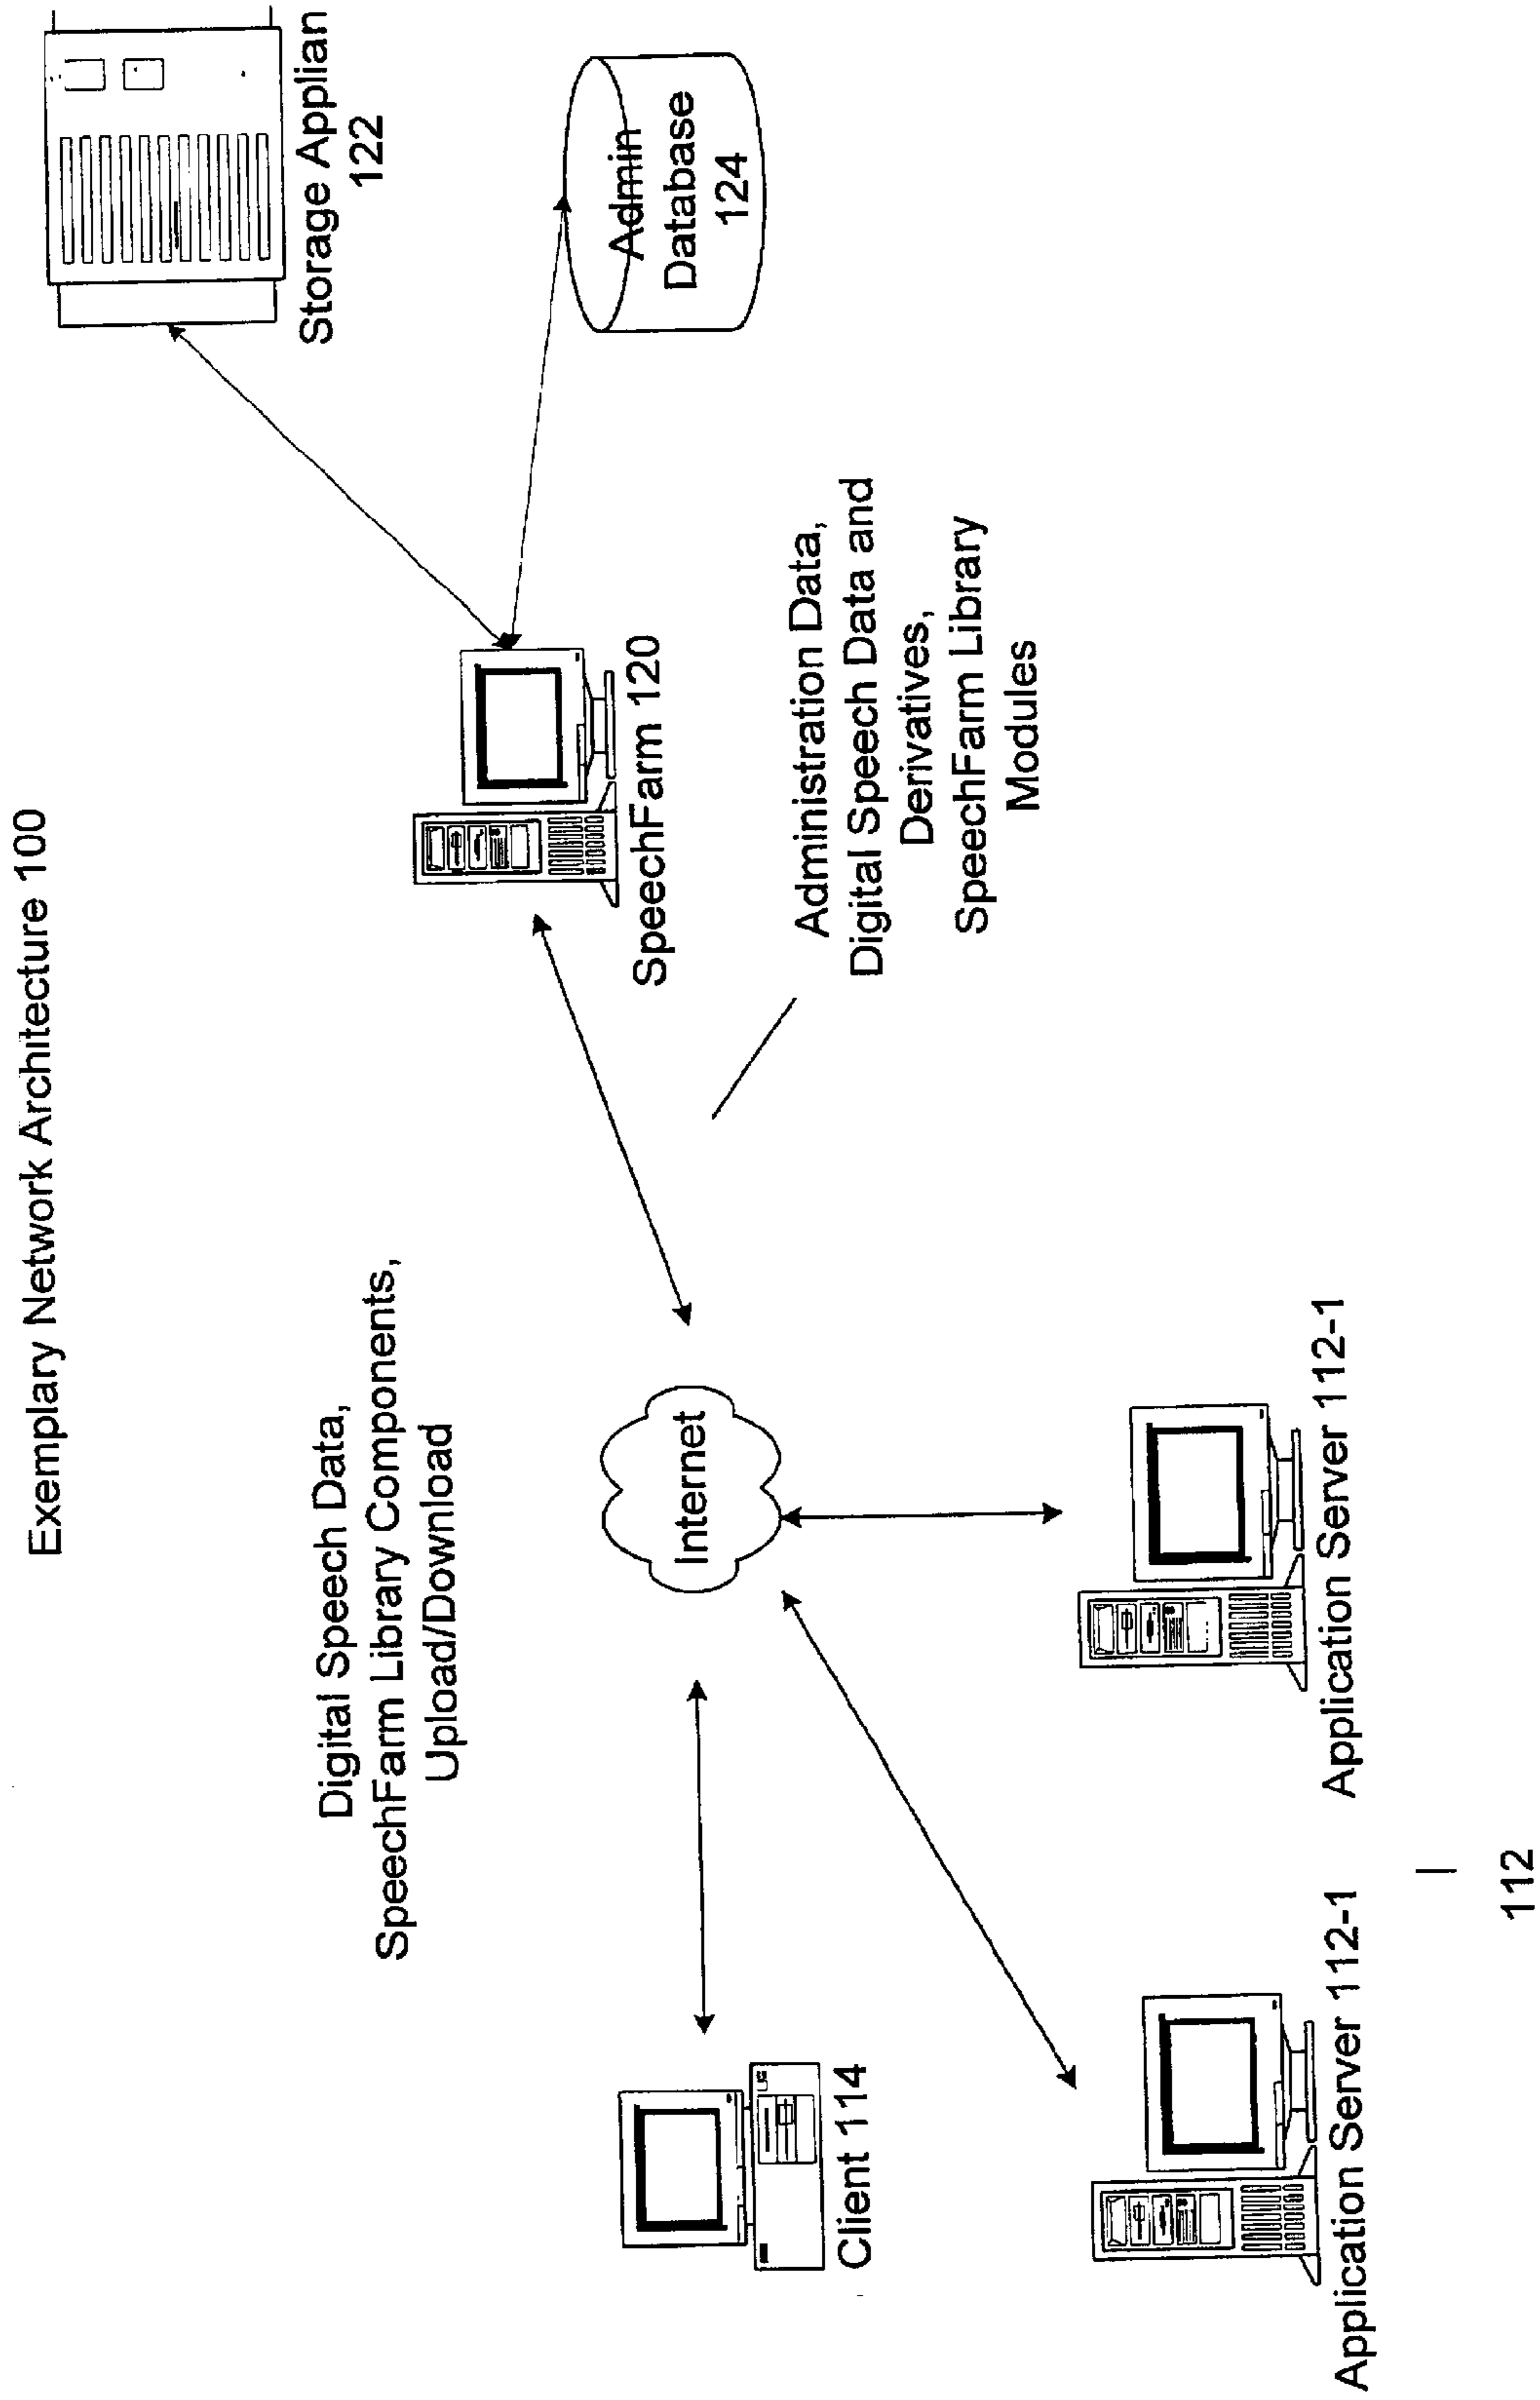 Exemplary Network Architecture 100
Storage Applian
122
Admin
Database
124
SpeechFarm 120
Administration Data,
Digital Speech Data and
Derivatives,
SpeechFarm Library
Modules
Digital Speech Data,
SpeechFarm Library Components,
Upload/Download
Internet
Client 114
Application Server 112-1
Application Server 112-1
112